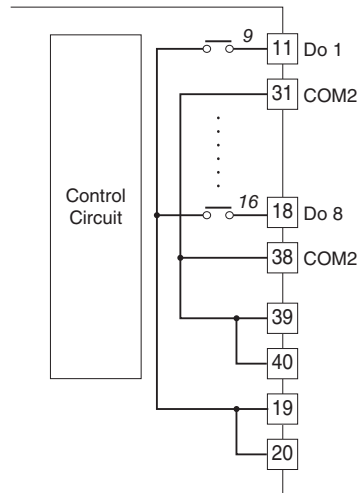 9 11 Do 1
31 COM2
Control
Circuit
16 18 Do 8
38 COM2
39
40
19
20